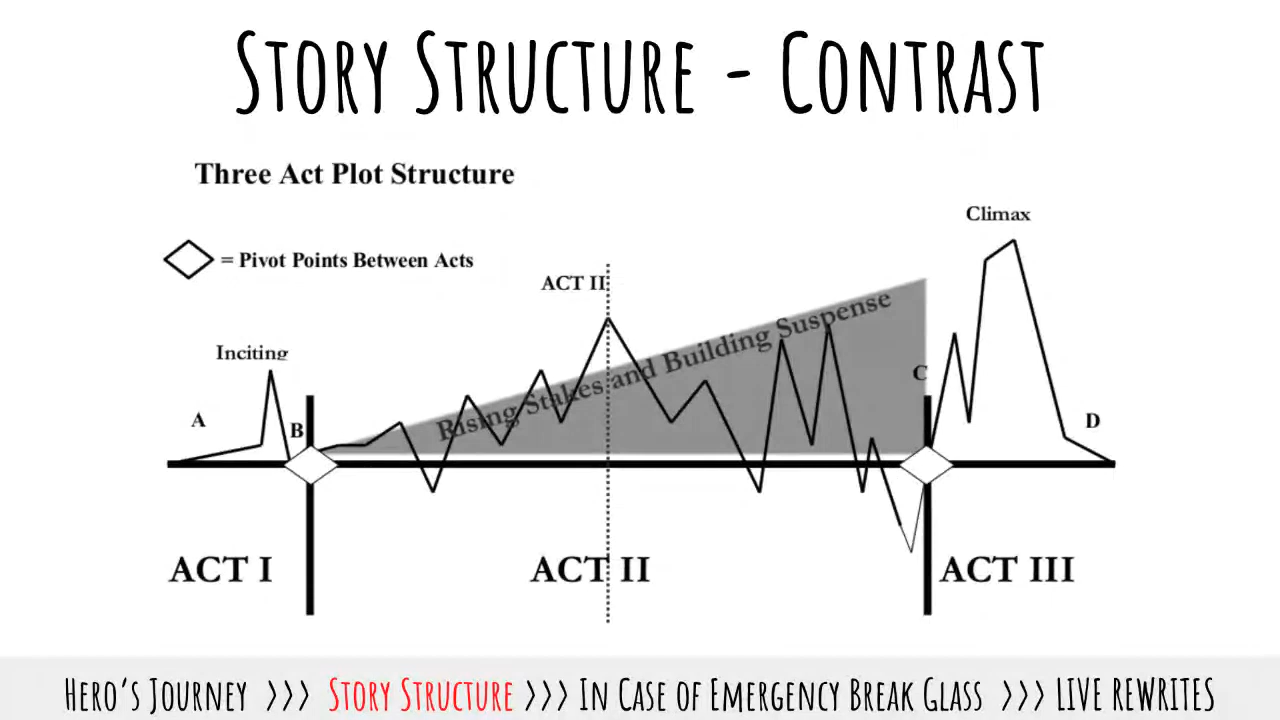 STORY STRUCTURE - CONTRAST
Three Act Plot Structure
Climax
= Pivot Points Between Acts
ACT II
Rising Stakes and Building Suspense
Inciting
C
A
B
D
ACT I
ACT II
ACT III
HERO'S JOURNEY >>> STORY STRUCTURE >>> IN CASE OF EMERGENCY BREAK GLASS >>> LIVE REWRITES